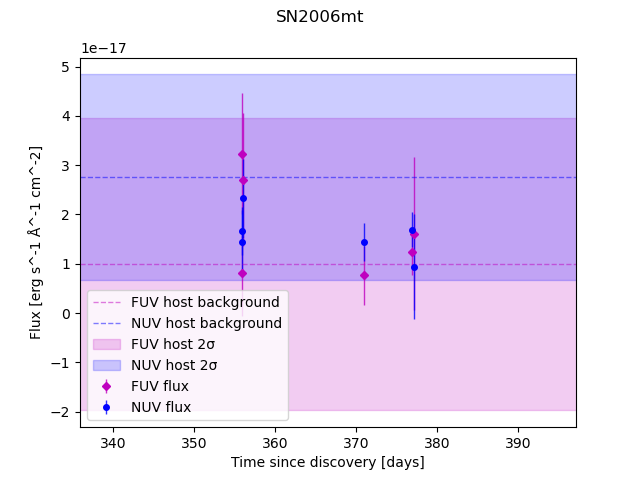 SN2006mt
1e−17
5
4
3
2
1
0
−1
−2
Flux [erg s^-1 Å^-1 cm^-2]
FUV host background
NUV host background
FUV host 2σ
NUV host 2σ
FUV flux
NUV flux
340 350 360 370 380 390
Time since discovery [days]